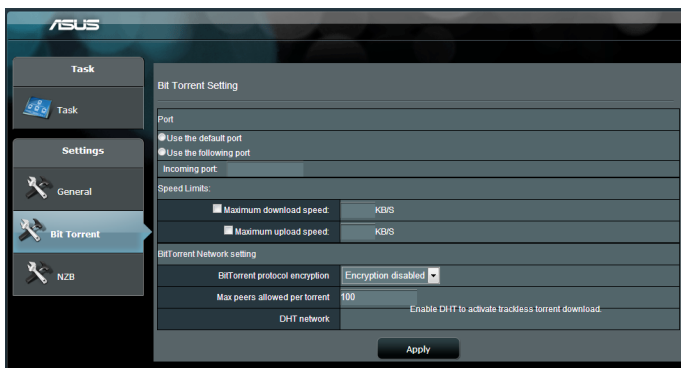 ASUS
Task
Task
Settings
General
Bit Torrent
NZB
Bit Torrent Setting
Port
Use the default port
Use the following port
Incoming port:
Speed Limits:
Maximum download speed: KB/S
Maximum upload speed: KB/S
BitTorrent Network setting
BitTorrent protocol encryption Encryption disabled
Max peers allowed per torrent 100
Enable DHT to activate trackless torrent download.
DHT network
Apply